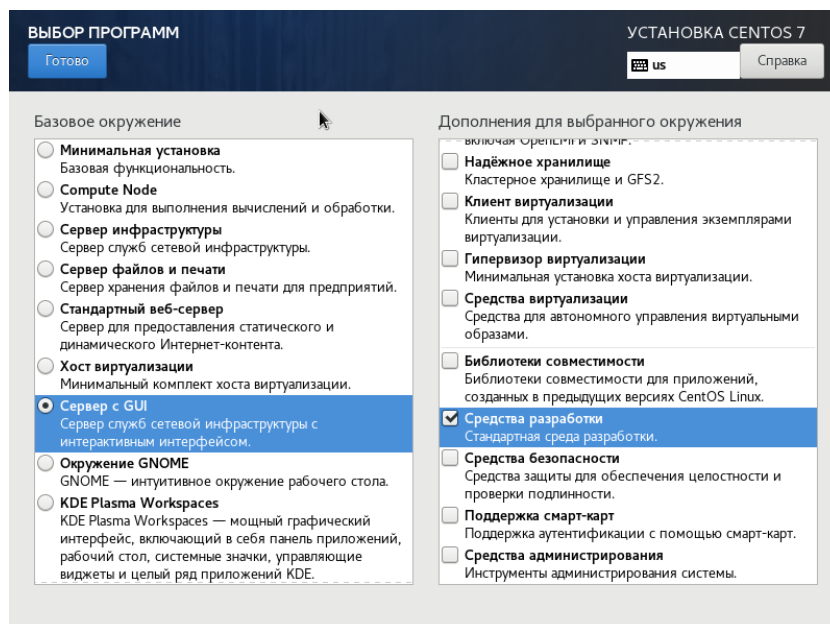 ВЫБОР ПРОГРАММ
УСТАНОВКА CENTOS 7
Готово
us
Справка
Базовое окружение
Минимальная установка
Базовая функциональность.
Compute Node
Установка для выполнения вычислений и обработки.
Сервер инфраструктуры
Сервер служб сетевой инфраструктуры.
Сервер файлов и печати
Сервер хранения файлов и печати для предприятий.
Стандартный веб-сервер
Сервер для предоставления статического и
динамического Интернет-контента.
Хост виртуализации
Минимальный комплект хоста виртуализации.
Сервер с GUI
Сервер служб сетевой инфраструктуры с
интерактивным интерфейсом.
Окружение GNOME
GNOME — интуитивное окружение рабочего стола.
KDE Plasma Workspaces
KDE Plasma Workspaces — мощный графический
интерфейс, включающий в себя панель приложений,
рабочий стол, системные значки, управляющие
виджеты и целый ряд приложений KDE.
Дополнения для выбранного окружения
включая OpenLMI и SNMP.
Надёжное хранилище
Кластерное хранилище и GFS2.
Клиент виртуализации
Клиенты для установки и управления экземплярами
виртуализации.
Гипервизор виртуализации
Минимальная установка хоста виртуализации.
Средства виртуализации
Средства для автономного управления виртуальными
образами.
Библиотеки совместимости
Библиотеки совместимости для приложений,
созданных в предыдущих версиях CentOS Linux.
Средства разработки
Стандартная среда разработки.
Средства безопасности
Средства защиты для обеспечения целостности и
проверки подлинности.
Поддержка смарт-карт
Поддержка аутентификации с помощью смарт-карт.
Средства администрирования
Инструменты администрирования системы.